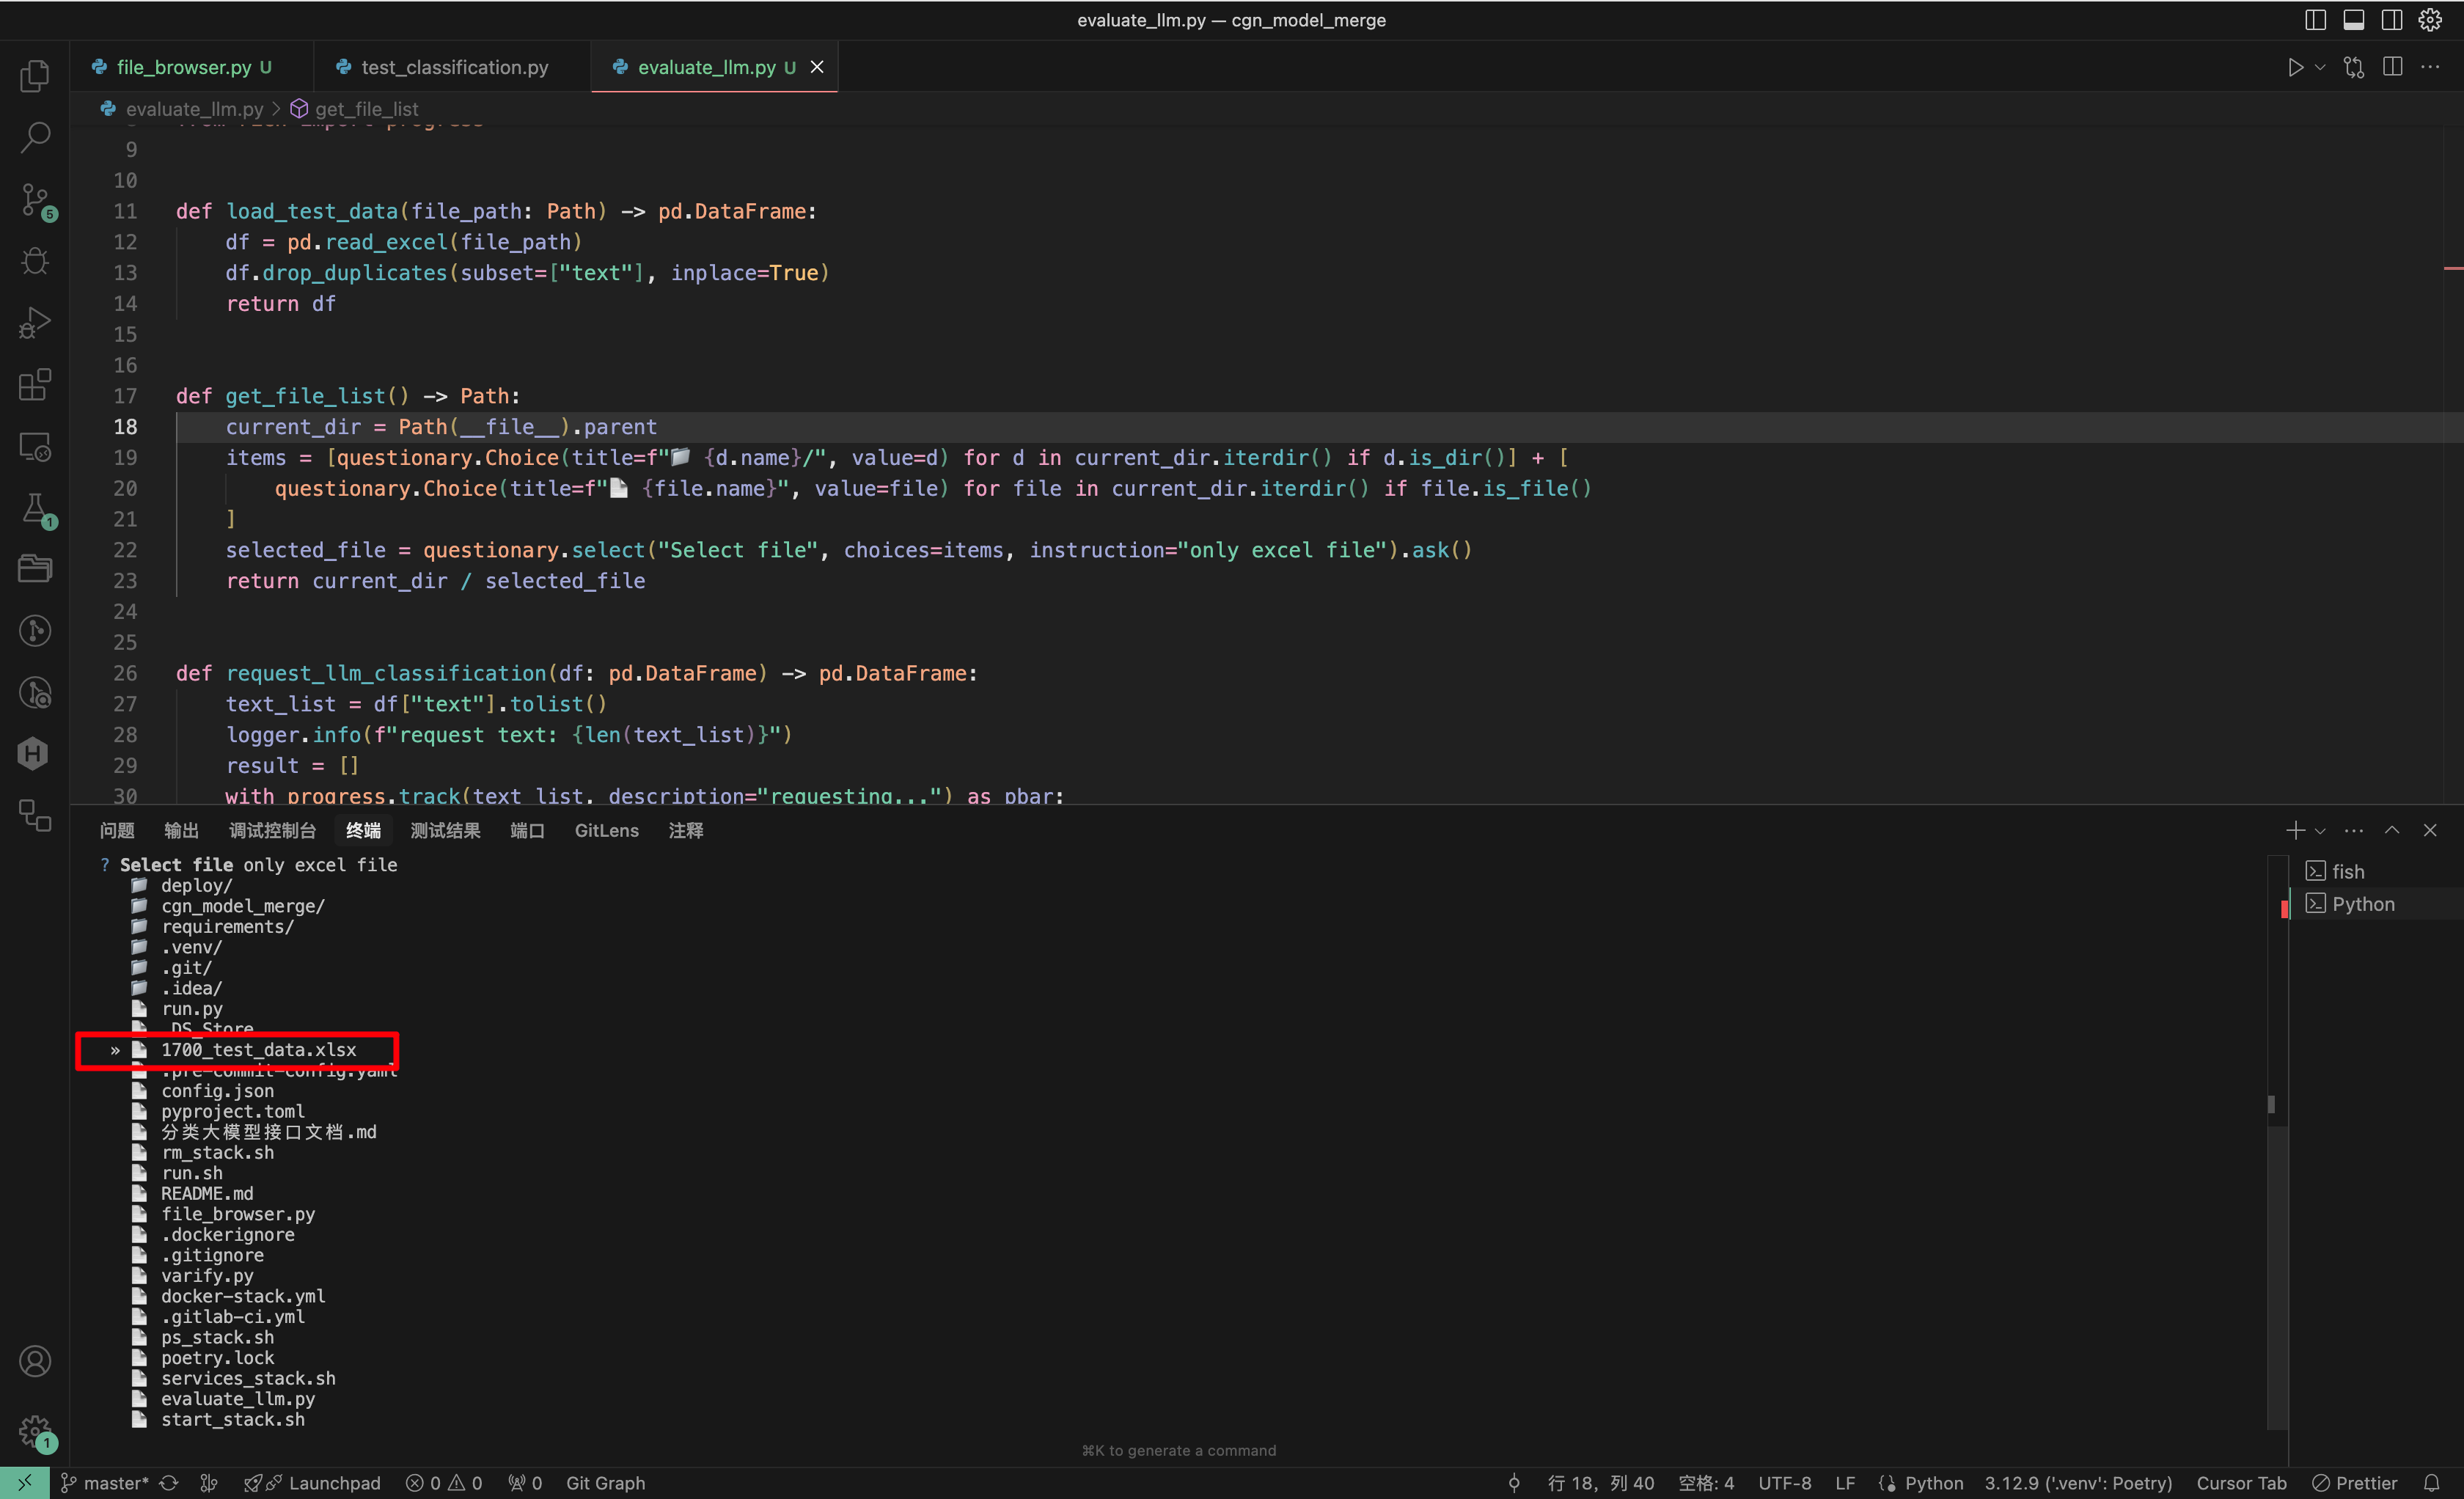 evaluate_llm.py — cgn_model_merge
file_browser.py U
test_classification.py
evaluate_llm.py U
evaluate_llm.py > get_file_list
9
10
11 def load_test_data(file_path: Path) -> pd.DataFrame:
12 df = pd.read_excel(file_path)
13 df.drop_duplicates(subset=["text"], inplace=True)
14 return df
15
16
17 def get_file_list() -> Path:
18 current_dir = Path(__file__).parent
19 items = [questionary.Choice(title=f"📁 {d.name}/", value=d) for d in current_dir.iterdir() if d.is_dir()] + [
20 questionary.Choice(title=f"📄 {file.name}", value=file) for file in current_dir.iterdir() if file.is_file()
21 ]
22 selected_file = questionary.select("Select file", choices=items, instruction="only excel file").ask()
23 return current_dir / selected_file
24
25
26 def request_llm_classification(df: pd.DataFrame) -> pd.DataFrame:
27 text_list = df["text"].tolist()
28 logger.info(f"request text: {len(text_list)}")
29 result = []
30 with progress.track(text_list, description="requesting...") as pbar:
问题 输出 调试控制台 终端 测试结果 端口 GitLens 注释
? Select file only excel file
deploy/
cgn_model_merge/
requirements/
.venv/
.git/
.idea/
run.py
.DS_Store
» 1700_test_data.xlsx
.pre-commit-config.yaml
config.json
pyproject.toml
分类大模型接口文档.md
rm_stack.sh
run.sh
README.md
file_browser.py
.dockerignore
.gitignore
varify.py
docker-stack.yml
.gitlab-ci.yml
ps_stack.sh
poetry.lock
services_stack.sh
evaluate_llm.py
start_stack.sh
fish
Python
⌘K to generate a command
5
1
1
master* Launchpad 0 0 0 Git Graph 行 18, 列 40 空格: 4 UTF-8 LF Python 3.12.9 ('.venv': Poetry) Cursor Tab Prettier